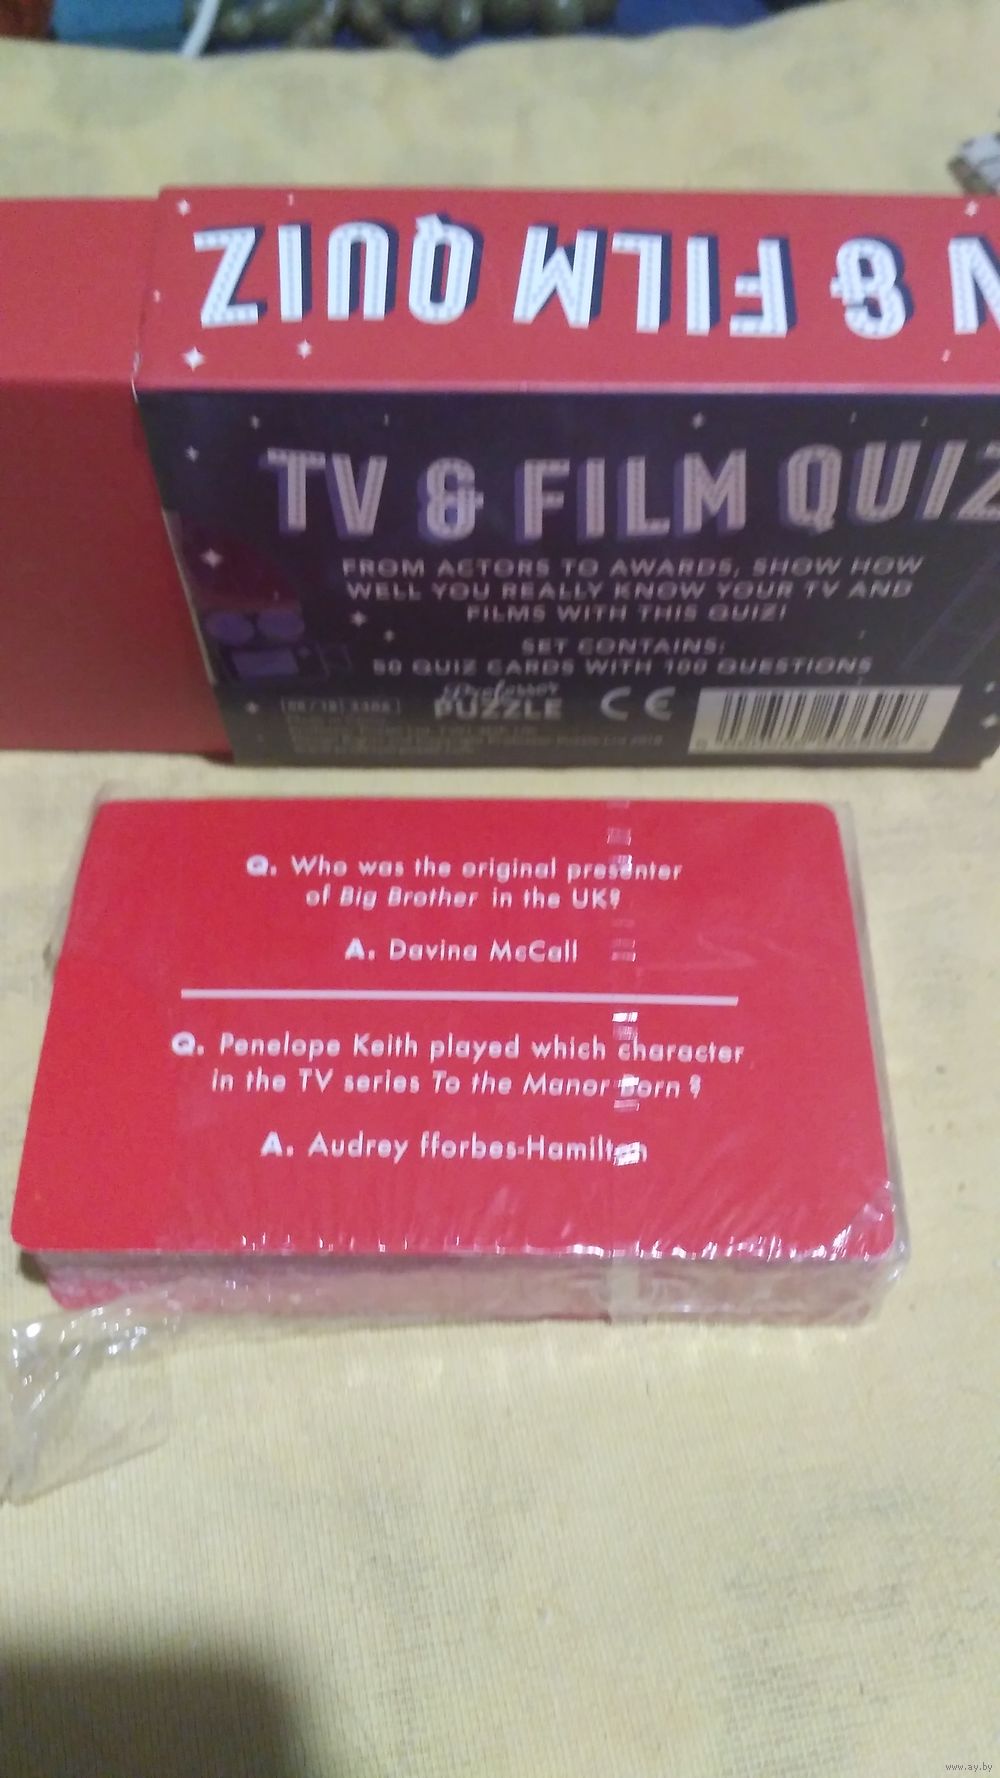 TV & FILM QUIZ
TV & FILM QUIZ
FROM ACTORS TO AWARDS, SHOW HOW
WELL YOU REALLY KNOW YOUR TV AND
FILMS WITH THIS QUIZ!
SET CONTAINS:
50 QUIZ CARDS WITH 100 QUESTIONS
Professor
PUZZLE
CE
Q. Who was the original presenter
of Big Brother in the UK?
A. Davina McCall
Q. Penelope Keith played which character
in the TV series To the Manor Born?
A. Audrey fforbes-Hamilton
www.ay.by